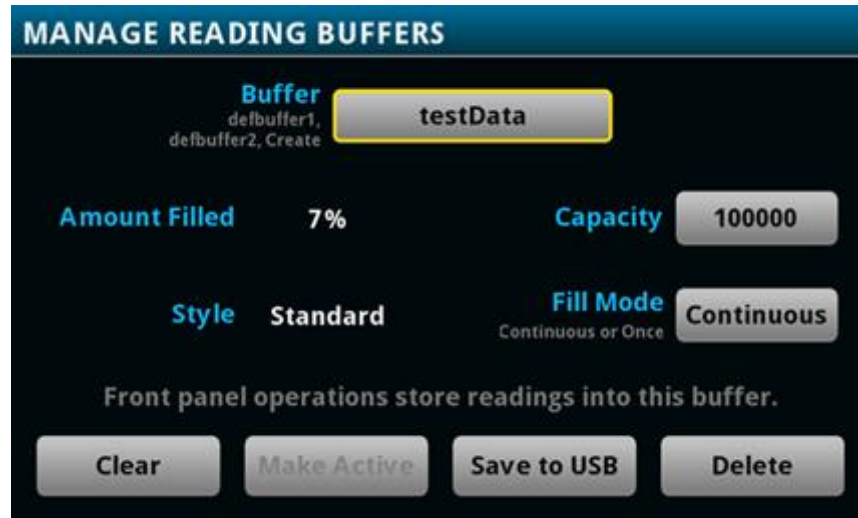 MANAGE READING BUFFERS
Buffer
defbuffer1,
defbuffer2, Create
testData
Amount Filled 7% Capacity 100000
Style Standard Fill Mode
Continuous or Once
Continuous
Front panel operations store readings into this buffer.
Clear Make Active Save to USB Delete